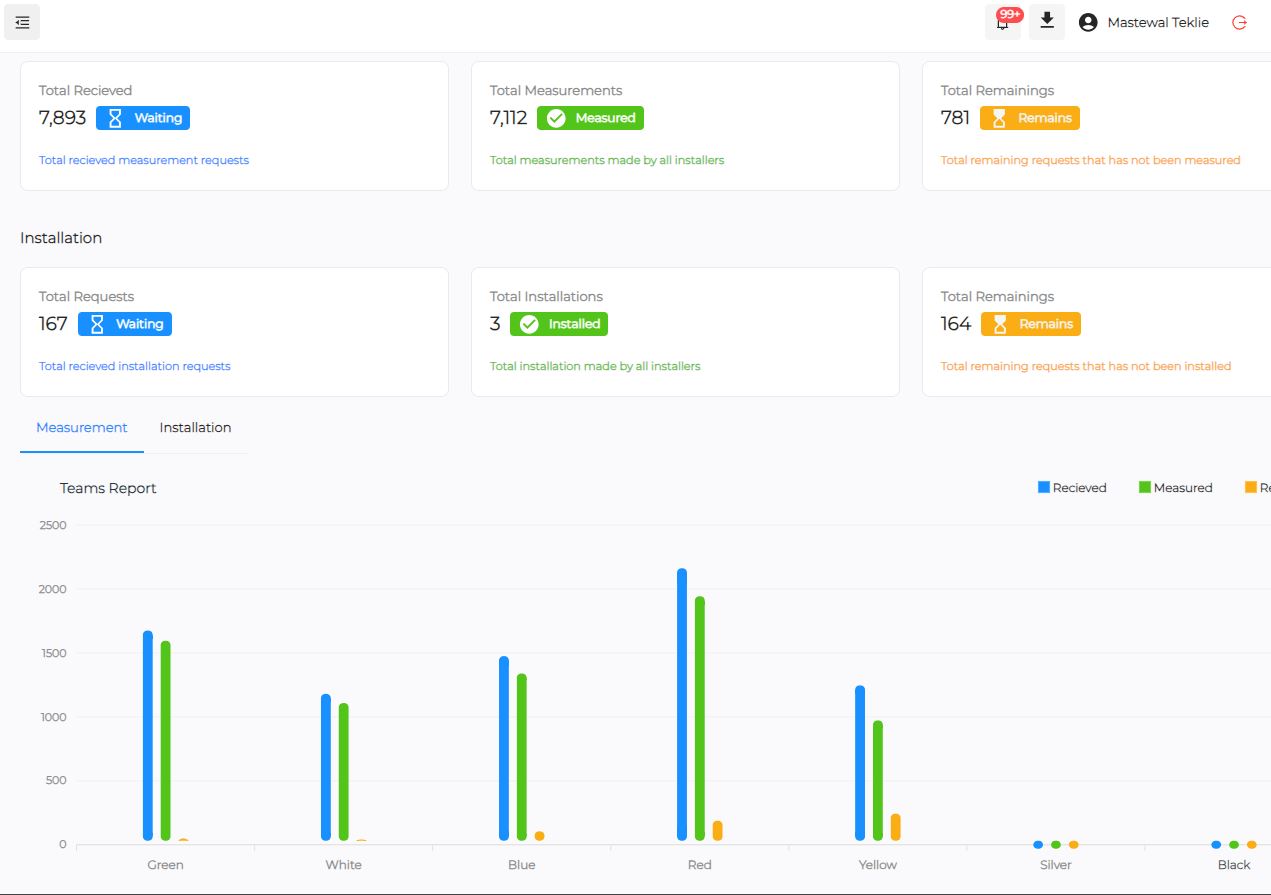 99+
Mastewal Teklie
Total Recieved
7,893 Waiting
Total recieved measurement requests
Total Measurements
7,112 Measured
Total measurements made by all installers
Total Remainings
781 Remains
Total remaining requests that has not been measured
Installation
Total Requests
167 Waiting
Total recieved installation requests
Total Installations
3 Installed
Total installation made by all installers
Total Remainings
164 Remains
Total remaining requests that has not been installed
Measurement Installation
Teams Report
Recieved Measured Re
2500
2000
1500
1000
500
0
Green White Blue Red Yellow Silver Black